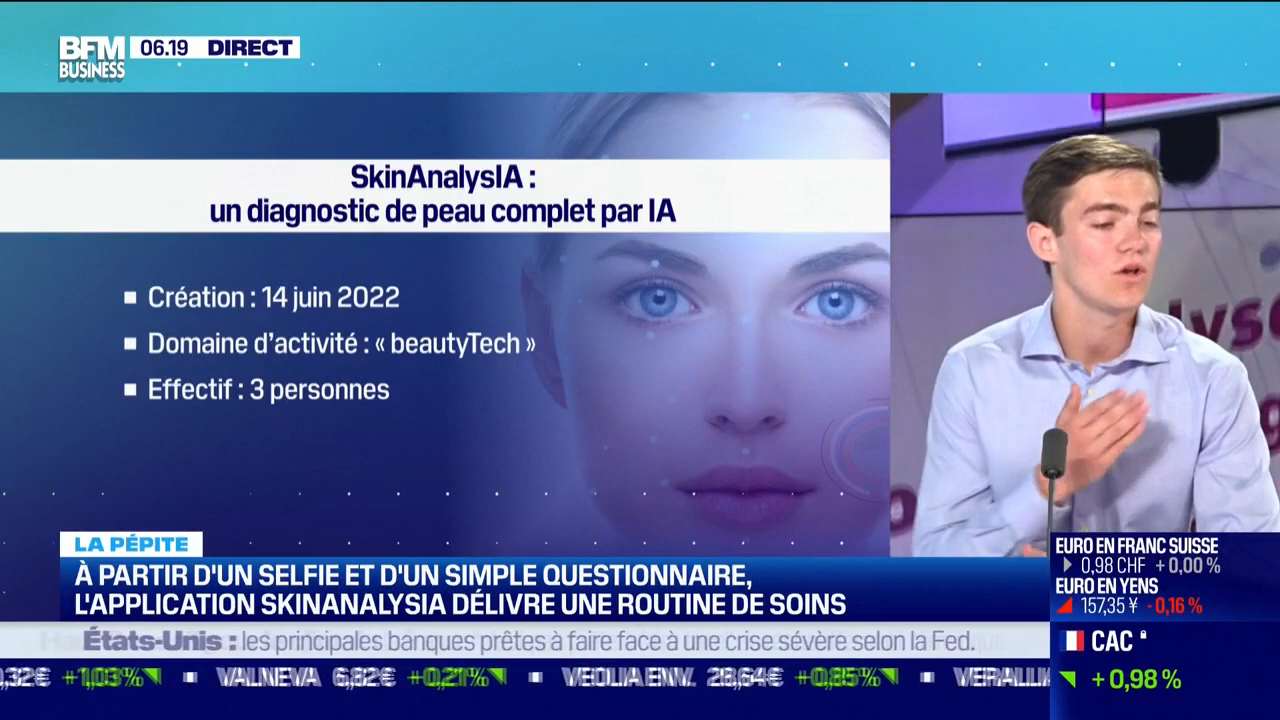 BFM
BUSINESS
06.19 DIRECT
SkinAnalysIA :
un diagnostic de peau complet par IA
Création : 14 juin 2022
Domaine d'activité : « beautyTech »
Effectif : 3 personnes
LA PÉPITE
À PARTIR D'UN SELFIE ET D'UN SIMPLE QUESTIONNAIRE,
L'APPLICATION SKINANALYSIA DÉLIVRE UNE ROUTINE DE SOINS
États-Unis : les principales banques prêtes à faire face à une crise sévère selon la Fed.
EURO EN FRANC SUISSE
0,98 CHF +0,00 %
EURO EN YENS
157,35 ¥ -0,16 %
CAC
+0,98 %
0,32€ +1,03% VALNEVA 6,82€ +0,21% VEOLIA ENV. 28,64€ +0,85%